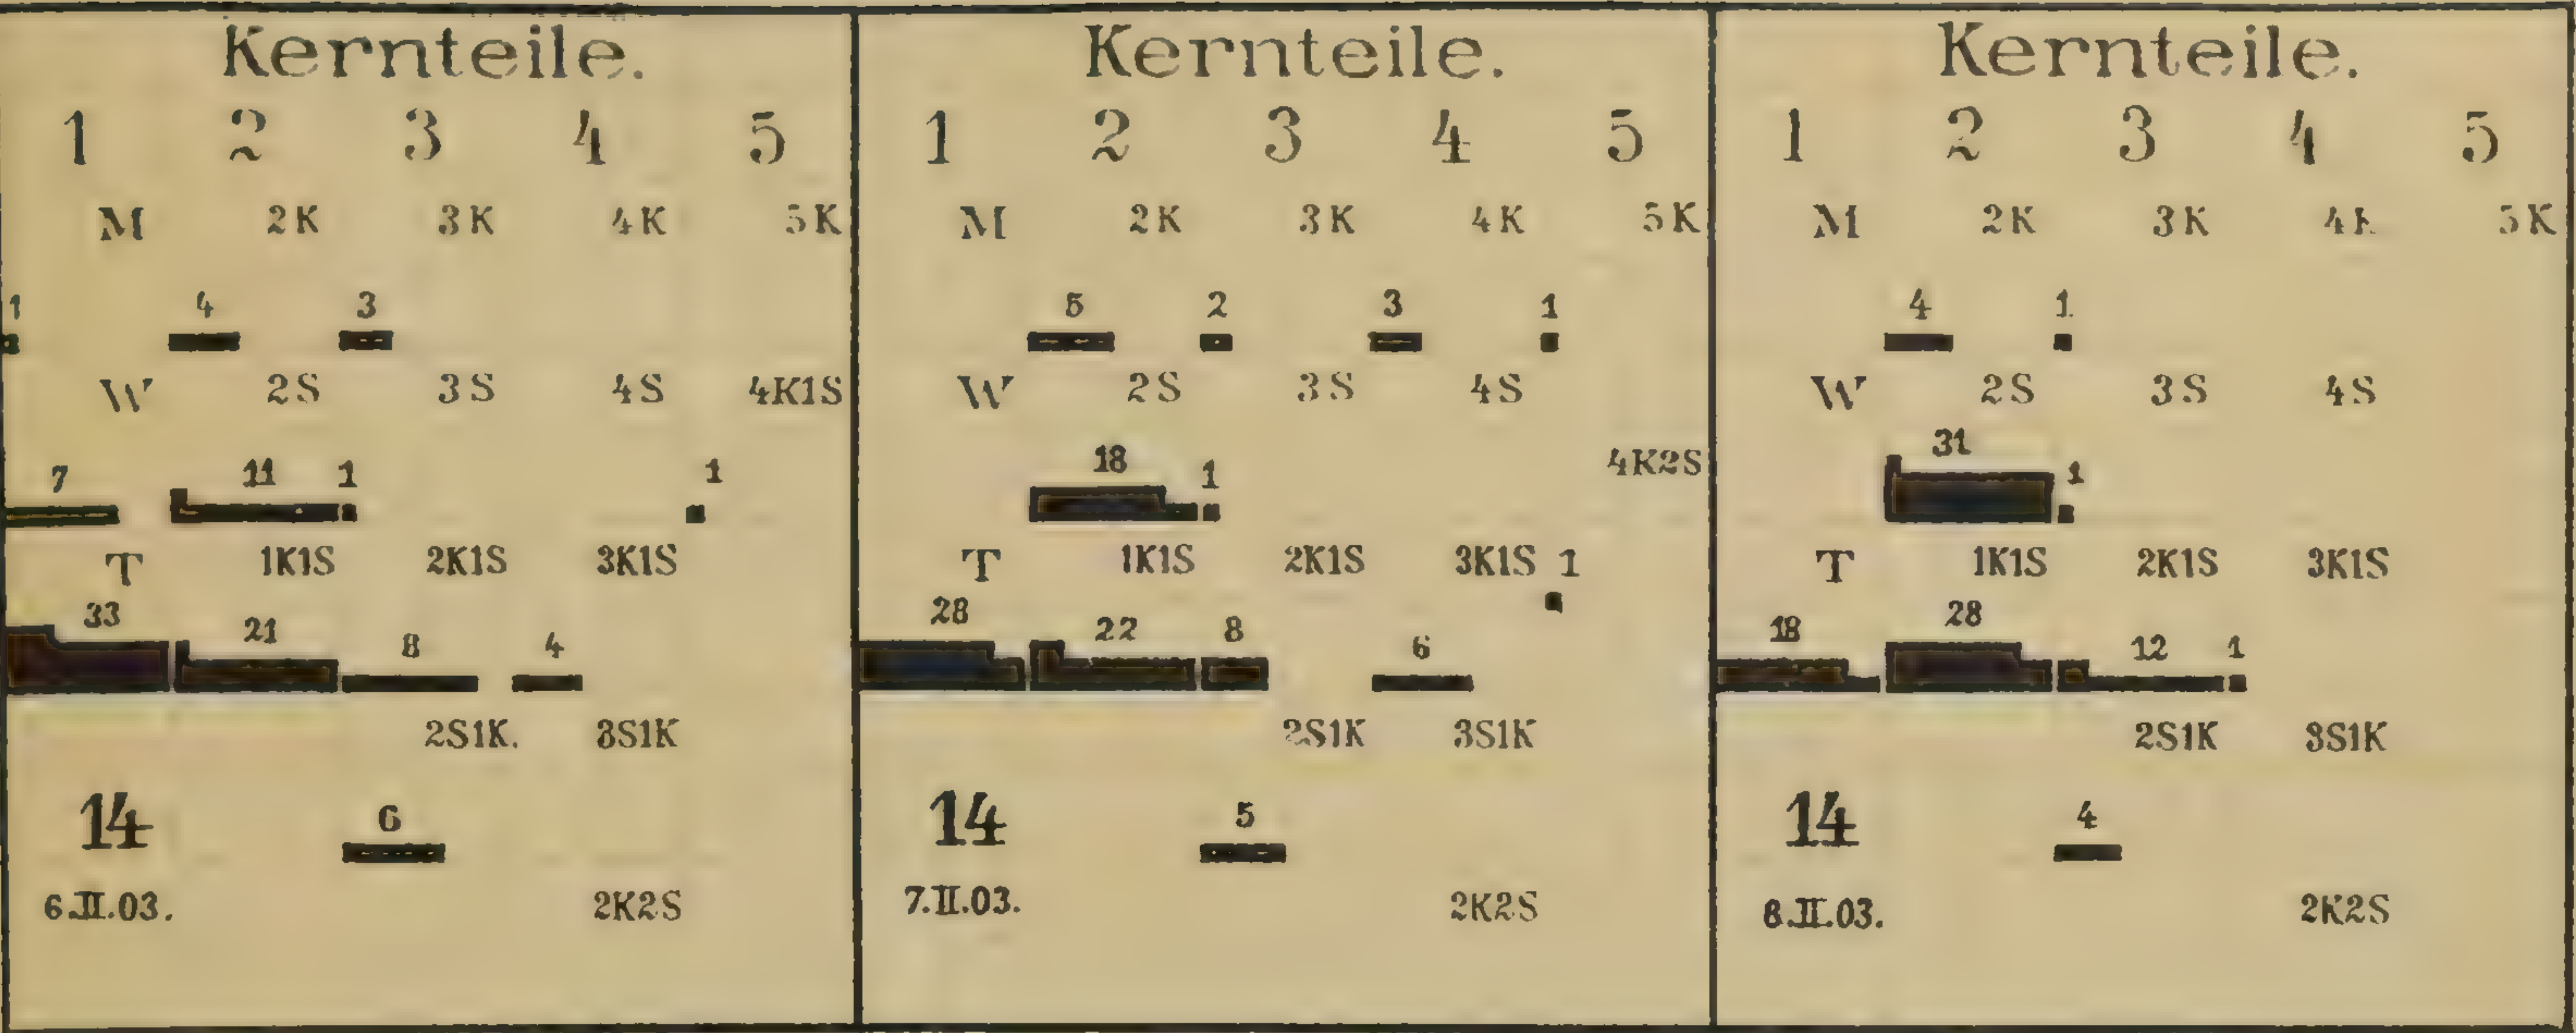 Kernteile.
1 2 3 4 5
M 2K 3K 4K 5K
1 4 3
W 2S 3S 4S 4K1S
7 11 1 1
T 1K1S 2K1S 3K1S
33 21 8 4
2S1K. 3S1K
14 6
6.II.03. 2K2S
Kernteile.
1 2 3 4 5
M 2K 3K 4K 5K
5 2 3 1
W 2S 3S 4S
18 1 4K2S
T 1K1S 2K1S 3K1S 1
28 22 8 6
2S1K 3S1K
14 5
7.II.03. 2K2S
Kernteile.
1 2 3 4 5
M 2K 3K 4K 5K
4 1
W 2S 3S 4S
31 1
T 1K1S 2K1S 3K1S
18 28 12 1
2S1K 3S1K
14 4
8.II.03. 2K2S